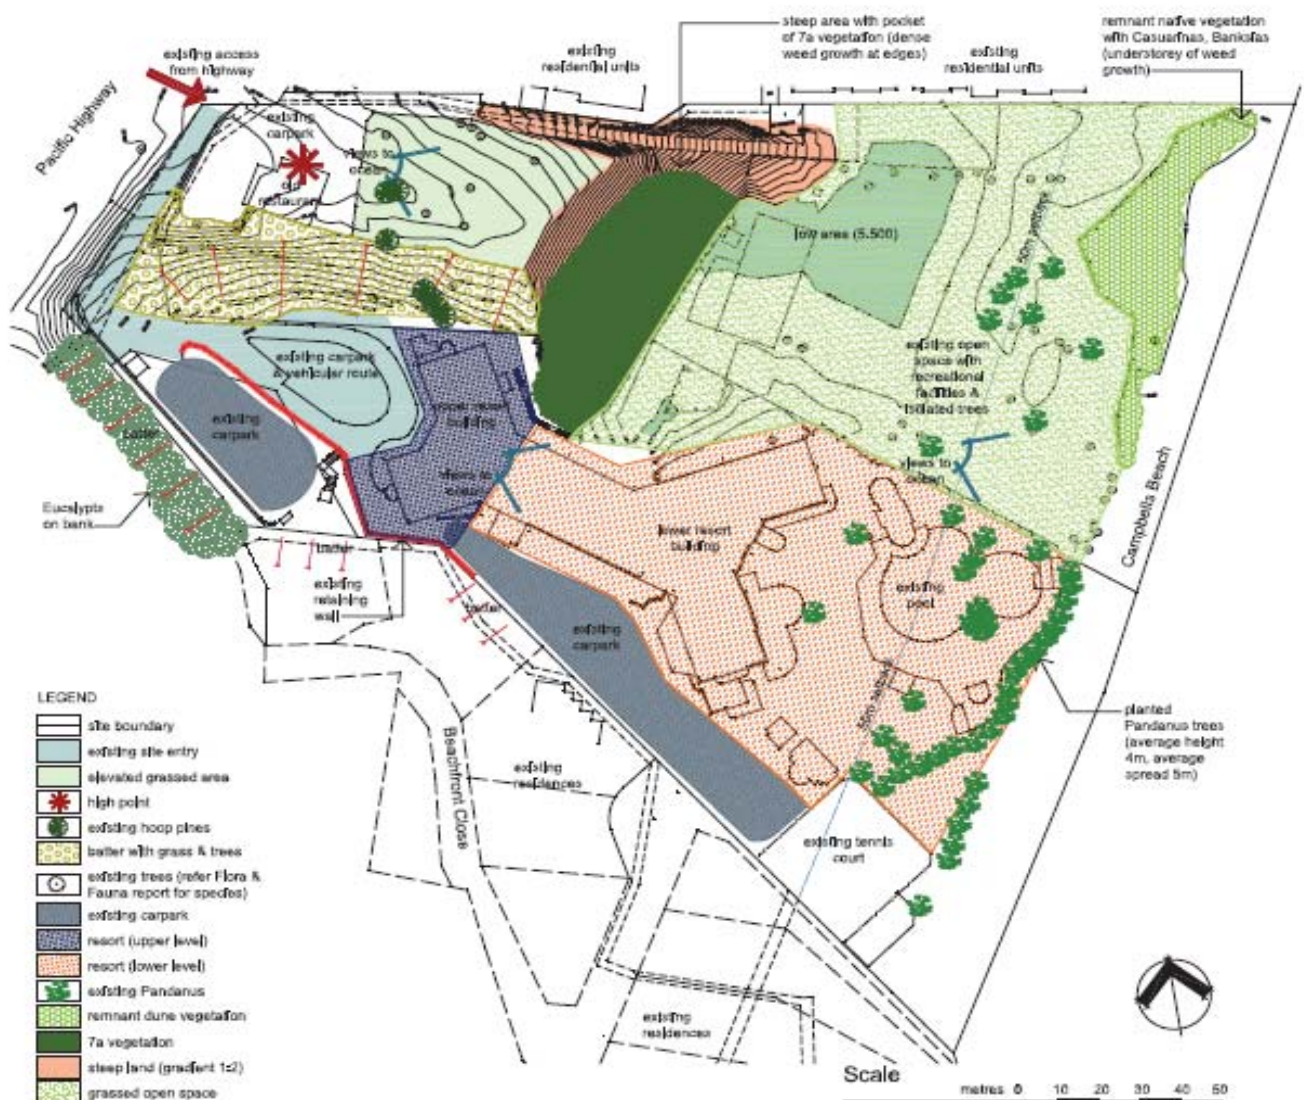 steep area with pocket
of 7a vegetation (dense
weed growth at edges)
remnant native vegetation
with Casuarinas, Banksias
(understorey of weed
growth)
existing access
from highway
existing
residential units
existing
residential units
Pacific Highway
existing
carpark
views to
ocean
old
restaurant
low area (5.500)
existing open
space with
recreational
facilities &
isolated trees
existing carpark
& vehicular route
existing
carpark
building
batter
views to
ocean
views to
ocean
Campbells Beach
Eucalypts
on bank
lower resort
building
batter
existing
retaining
wall
batter
existing
pool
existing
carpark
planted
Pandanus trees
(average height
4m, average
spread 5m)
Beachfront Close
existing
residences
existing tennis
court
existing
residences
LEGEND
site boundary
existing site entry
elevated grassed area
high point
existing hoop pines
batter with grass & trees
existing trees (refer Flora &
Fauna report for species)
existing carpark
resort (upper level)
resort (lower level)
existing Pandanus
remnant dune vegetation
7a vegetation
steep land (gradient 1:2)
grassed open space
Scale
metres 0 10 20 30 40 50